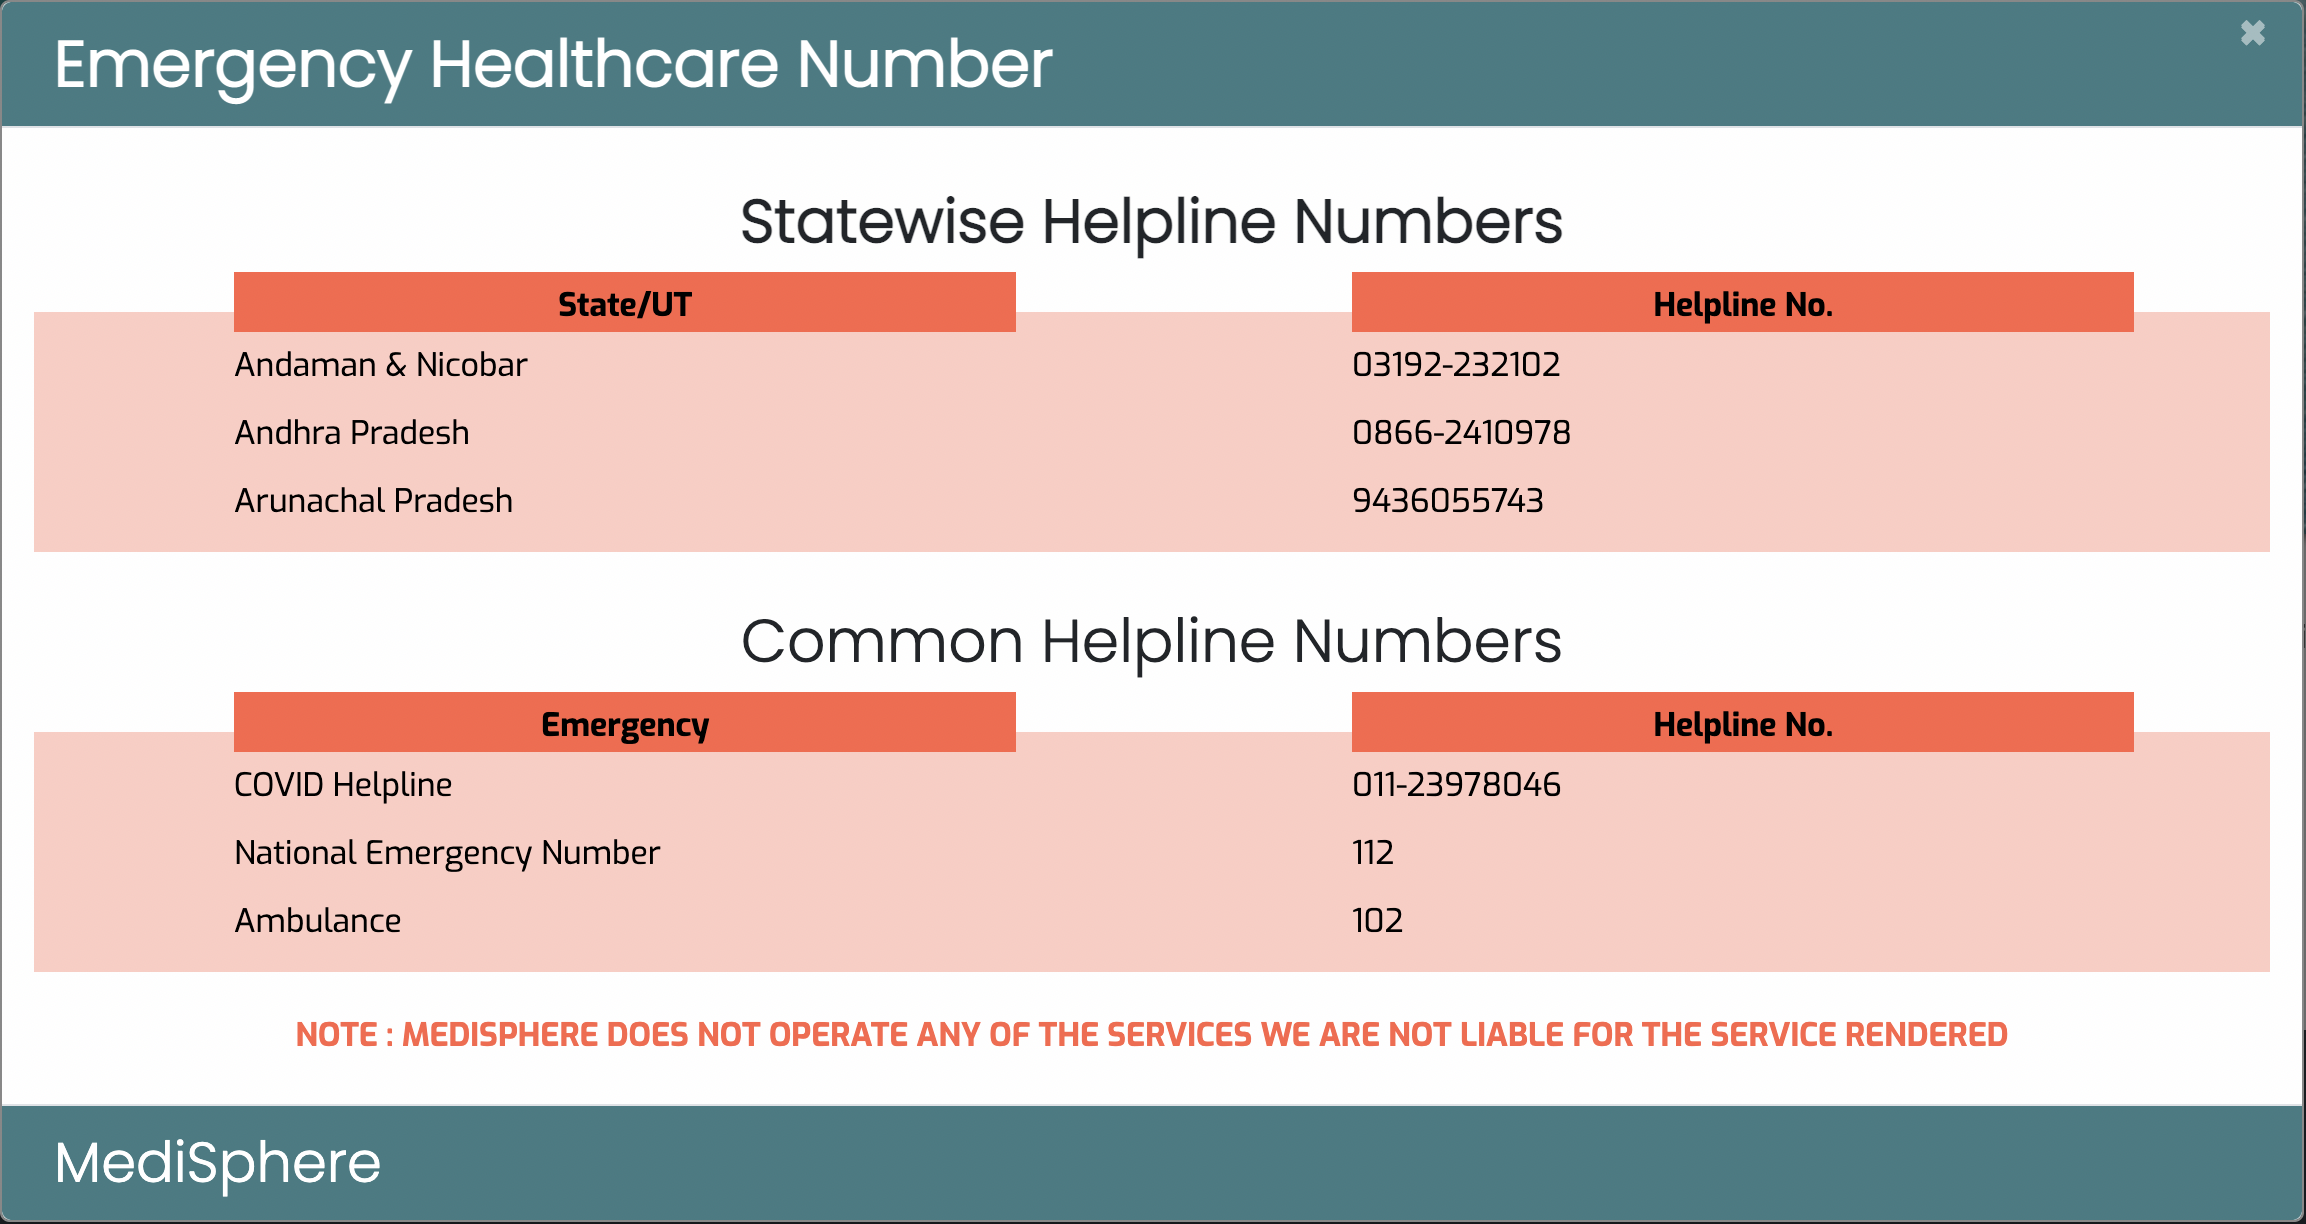 Emergency Healthcare Number
Statewise Helpline Numbers
State/UT Helpline No.
Andaman & Nicobar 03192-232102
Andhra Pradesh 0866-2410978
Arunachal Pradesh 9436055743
Common Helpline Numbers
Emergency Helpline No.
COVID Helpline 011-23978046
National Emergency Number 112
Ambulance 102
NOTE : MEDISPHERE DOES NOT OPERATE ANY OF THE SERVICES WE ARE NOT LIABLE FOR THE SERVICE RENDERED
MediSphere